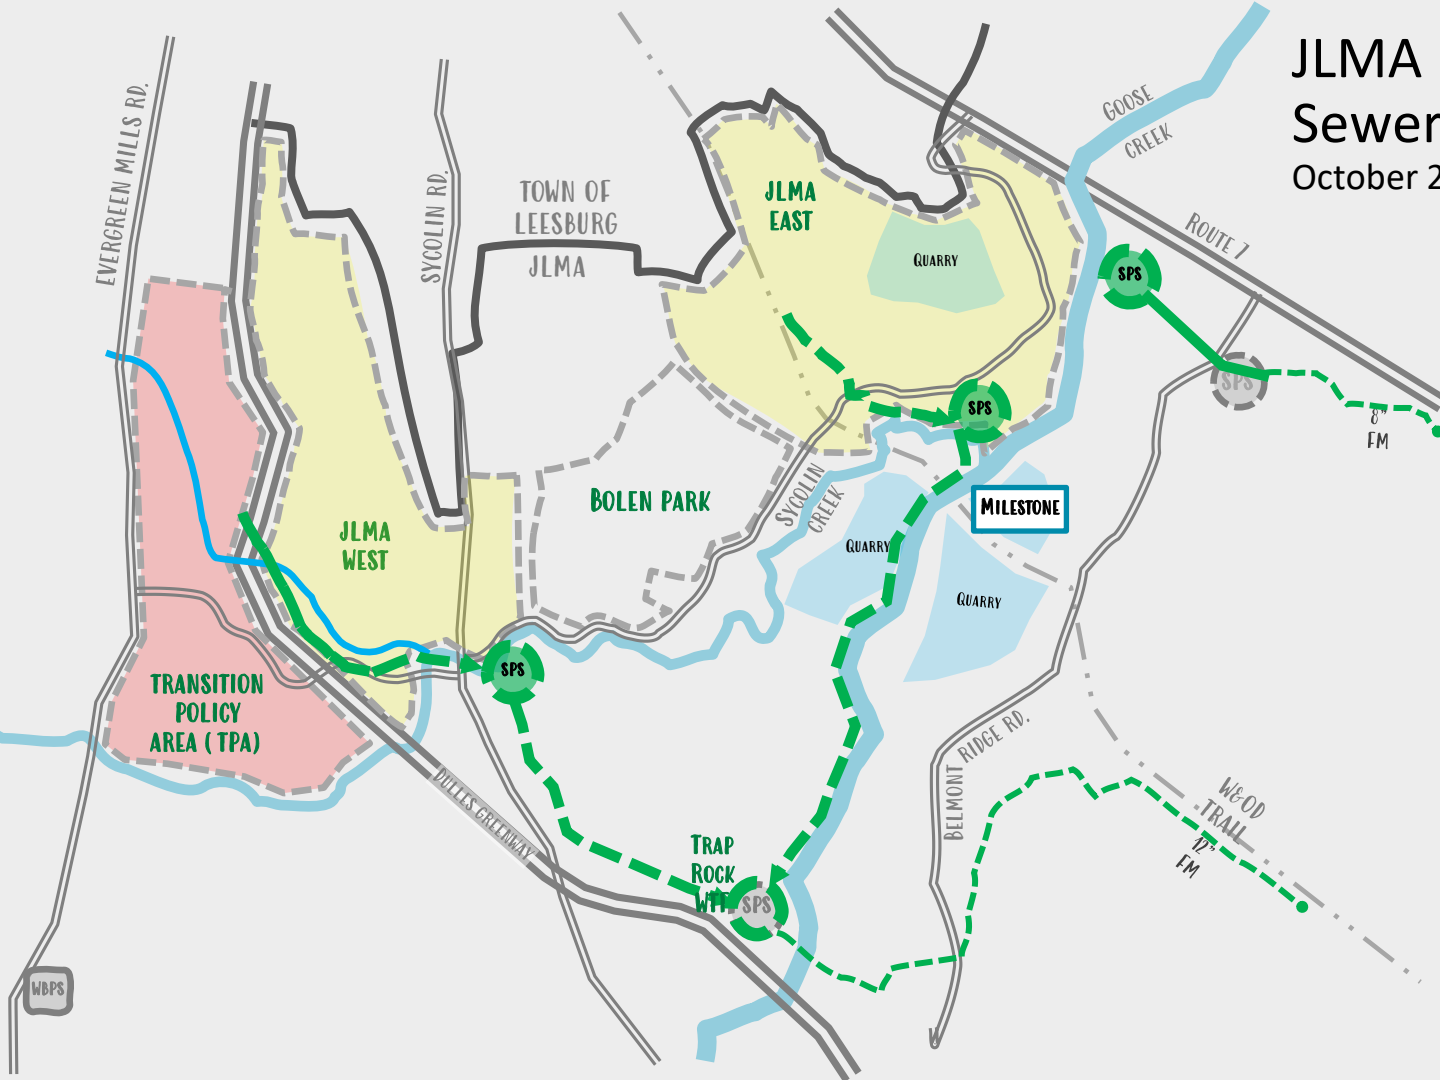 JLMA
Sewer
October 2
EVERGREEN MILLS RD.
SYCOLIN RD.
TOWN OF
LEESBURG
JLMA
JLMA
EAST
QUARRY
GOOSE
CREEK
ROUTE 7
SPS
SPS
8"
FM
SPS
BOLEN PARK
SYCOLIN
CREEK
MILESTONE
QUARRY
QUARRY
JLMA
WEST
SPS
TRANSITION
POLICY
AREA ( TPA)
DULLES GREENWAY
BELMONT RIDGE RD.
W&OD
TRAIL
12"
FM
TRAP
ROCK
WTF
SPS
WBPS